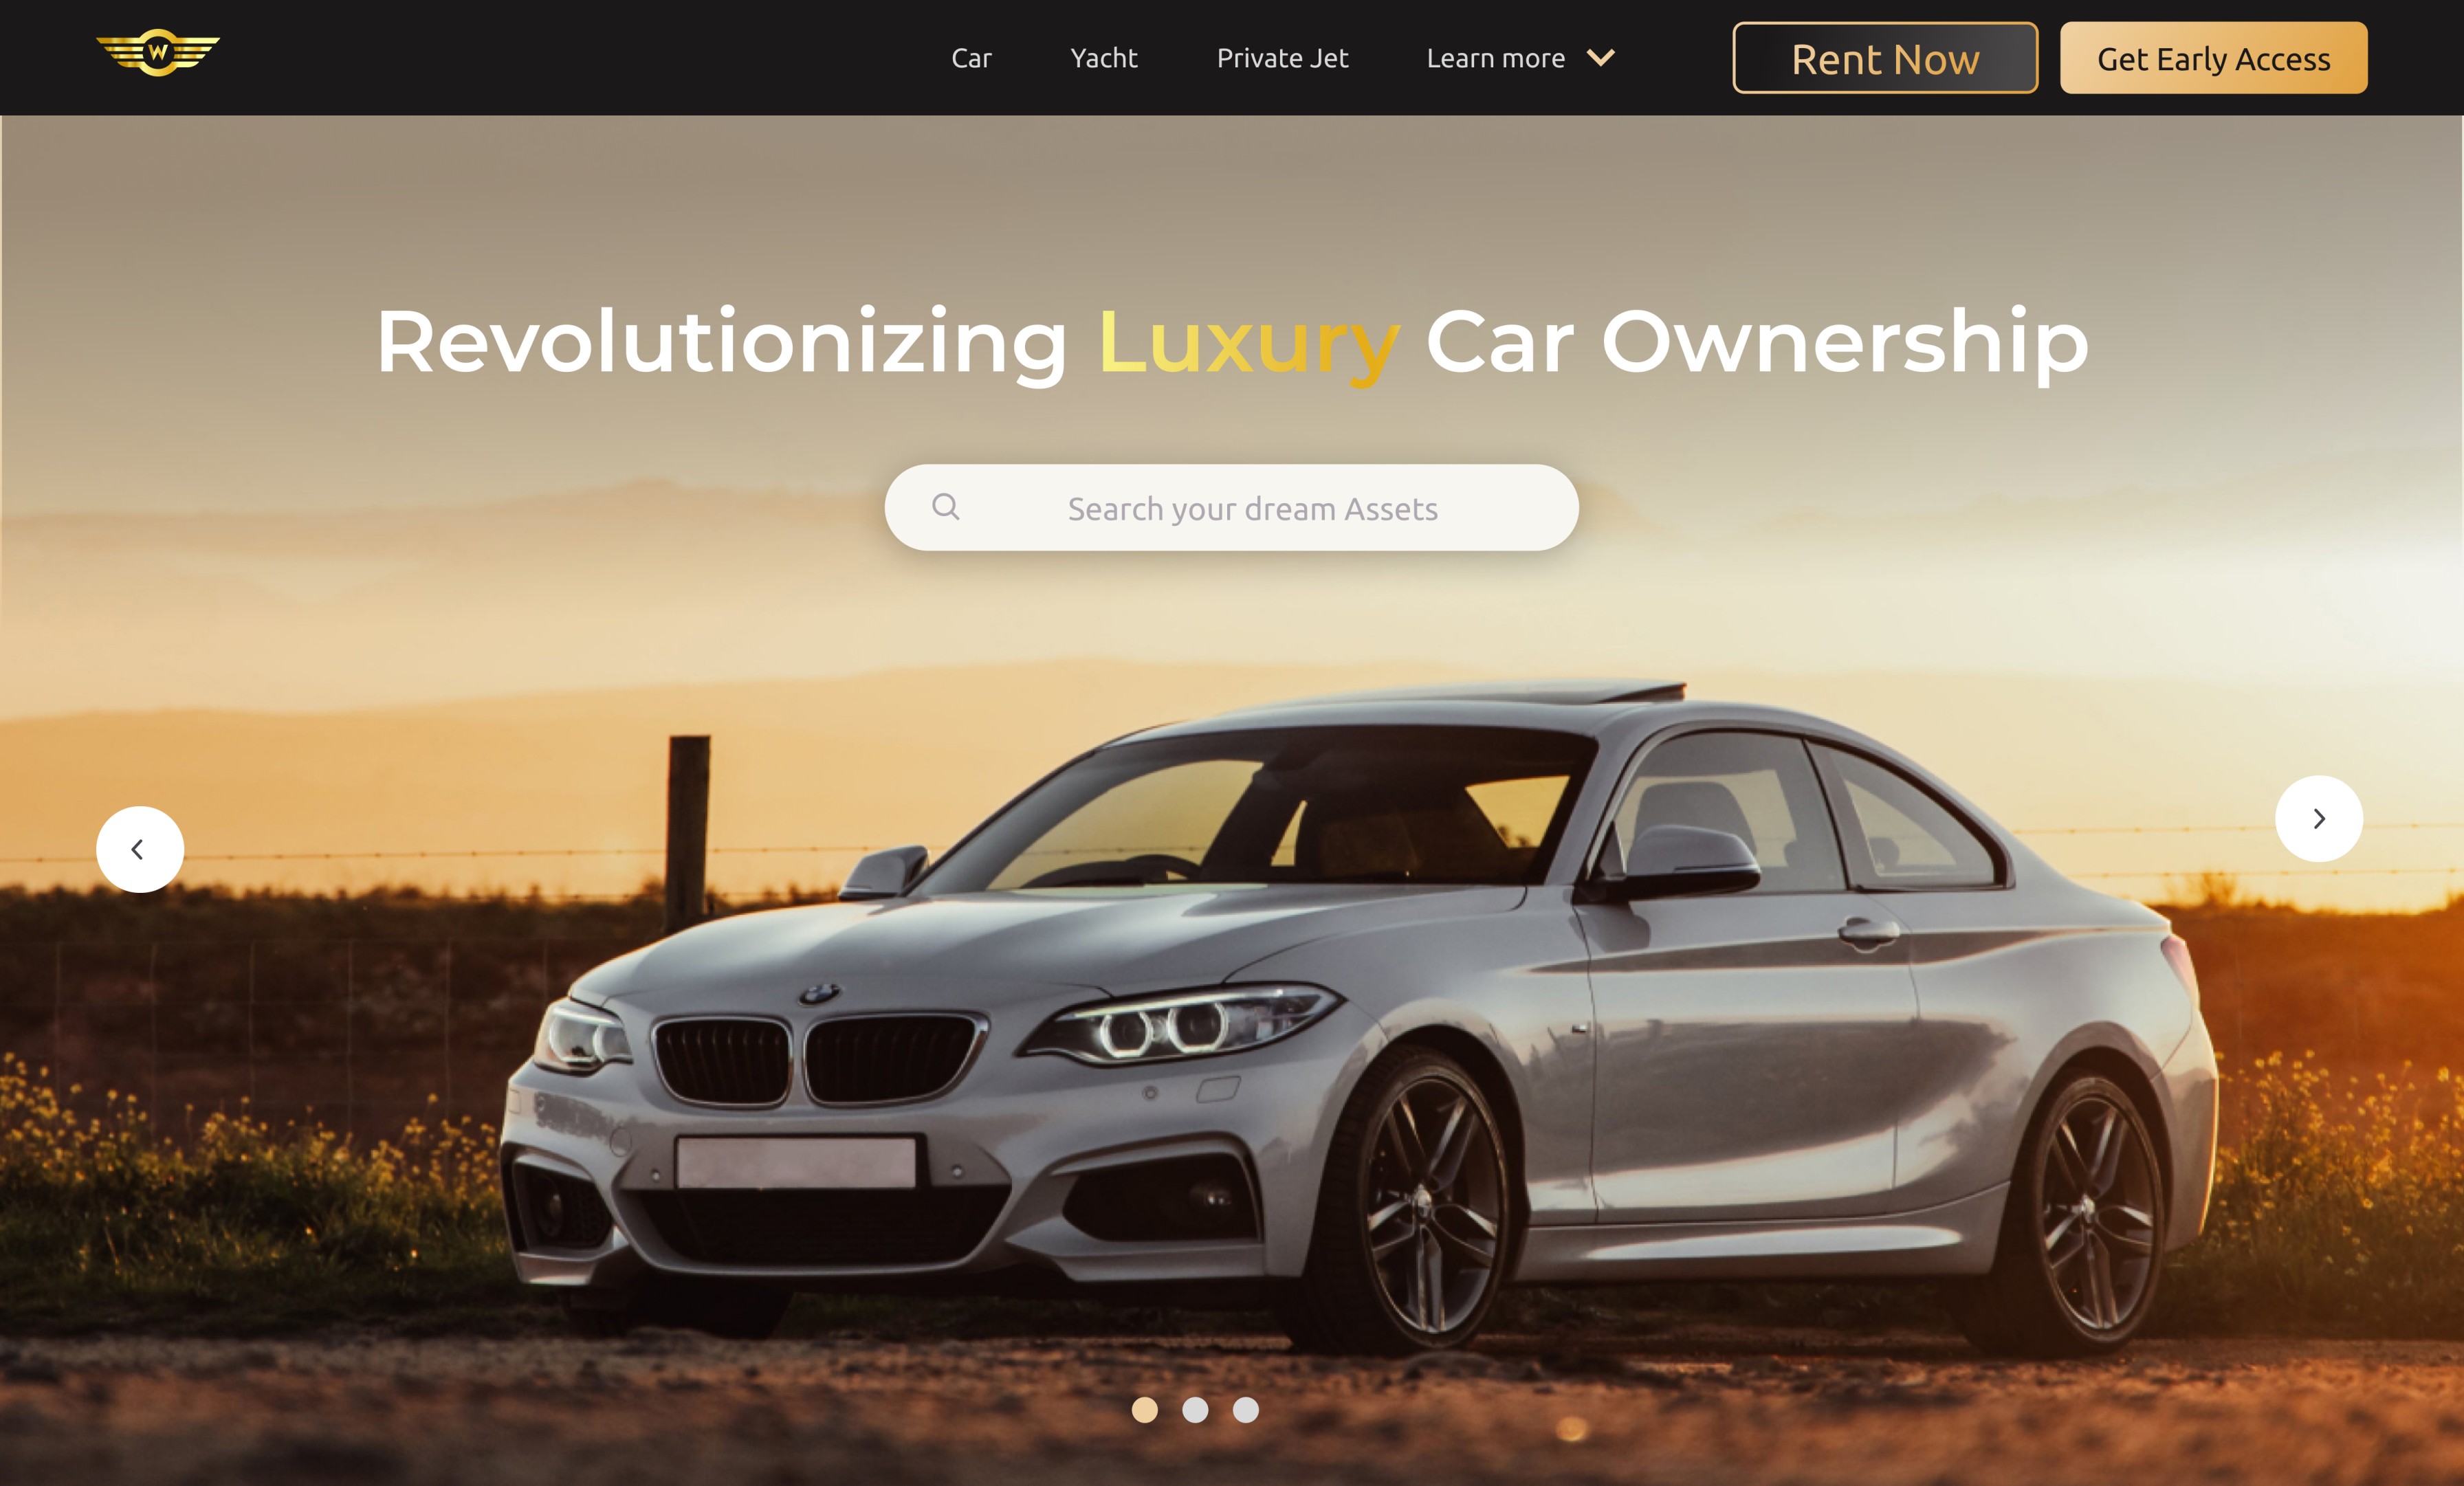 W
Car
Yacht
Private Jet
Learn more
Rent Now
Get Early Access
Revolutionizing Luxury Car Ownership
Search your dream Assets